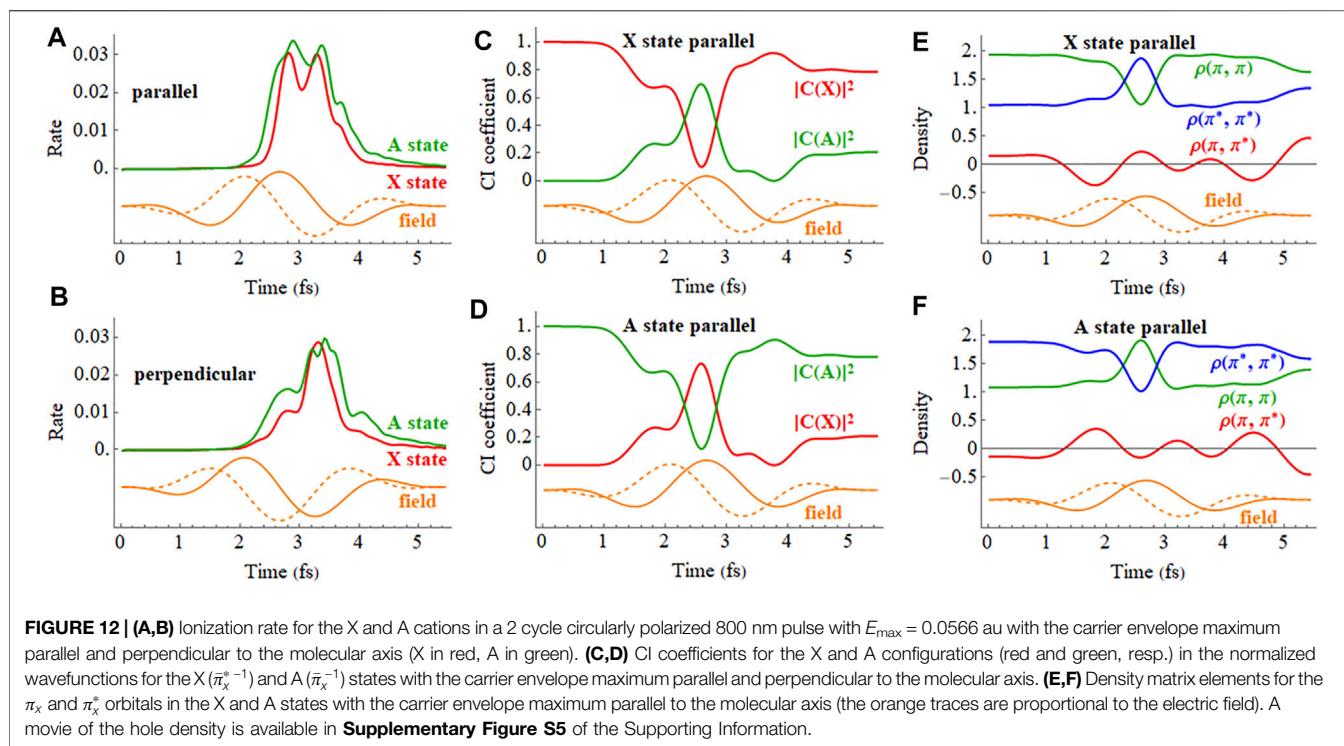 A
parallel
Rate
0.03
0.02
0.01
0.
A state
X state
field
0 1 2 3 4 5
Time (fs)
B
perpendicular
Rate
0.03
0.02
0.01
0.
A state
X state
field
0 1 2 3 4 5
Time (fs)
C
X state parallel
CI coefficient
1.
0.8
0.6
0.4
0.2
0
|C(X)|²
|C(A)|²
field
0 1 2 3 4 5
Time (fs)
D
A state parallel
CI coefficient
1.
0.8
0.6
0.4
0.2
0
|C(A)|²
|C(X)|²
field
0 1 2 3 4 5
Time (fs)
E
X state parallel
Density
2.
1.5
1.
0.5
0
−0.5
ρ(π, π)
ρ(π*, π*)
ρ(π, π*)
field
0 1 2 3 4 5
Time (fs)
F
A state parallel
Density
2.
1.5
1.
0.5
0
−0.5
ρ(π*, π*)
ρ(π, π)
ρ(π, π*)
field
0 1 2 3 4 5
Time (fs)
FIGURE 12 | (A,B) Ionization rate for the X and A cations in a 2 cycle circularly polarized 800 nm pulse with Emax = 0.0566 au with the carrier envelope maximum
parallel and perpendicular to the molecular axis (X in red, A in green). (C,D) CI coefficients for the X and A configurations (red and green, resp.) in the normalized
wavefunctions for the X (π̄*ₓ⁻¹) and A (π̄ₓ⁻¹) states with the carrier envelope maximum parallel and perpendicular to the molecular axis. (E,F) Density matrix elements for the
πₓ and π*ₓ orbitals in the X and A states with the carrier envelope maximum parallel to the molecular axis (the orange traces are proportional to the electric field). A
movie of the hole density is available in Supplementary Figure S5 of the Supporting Information.